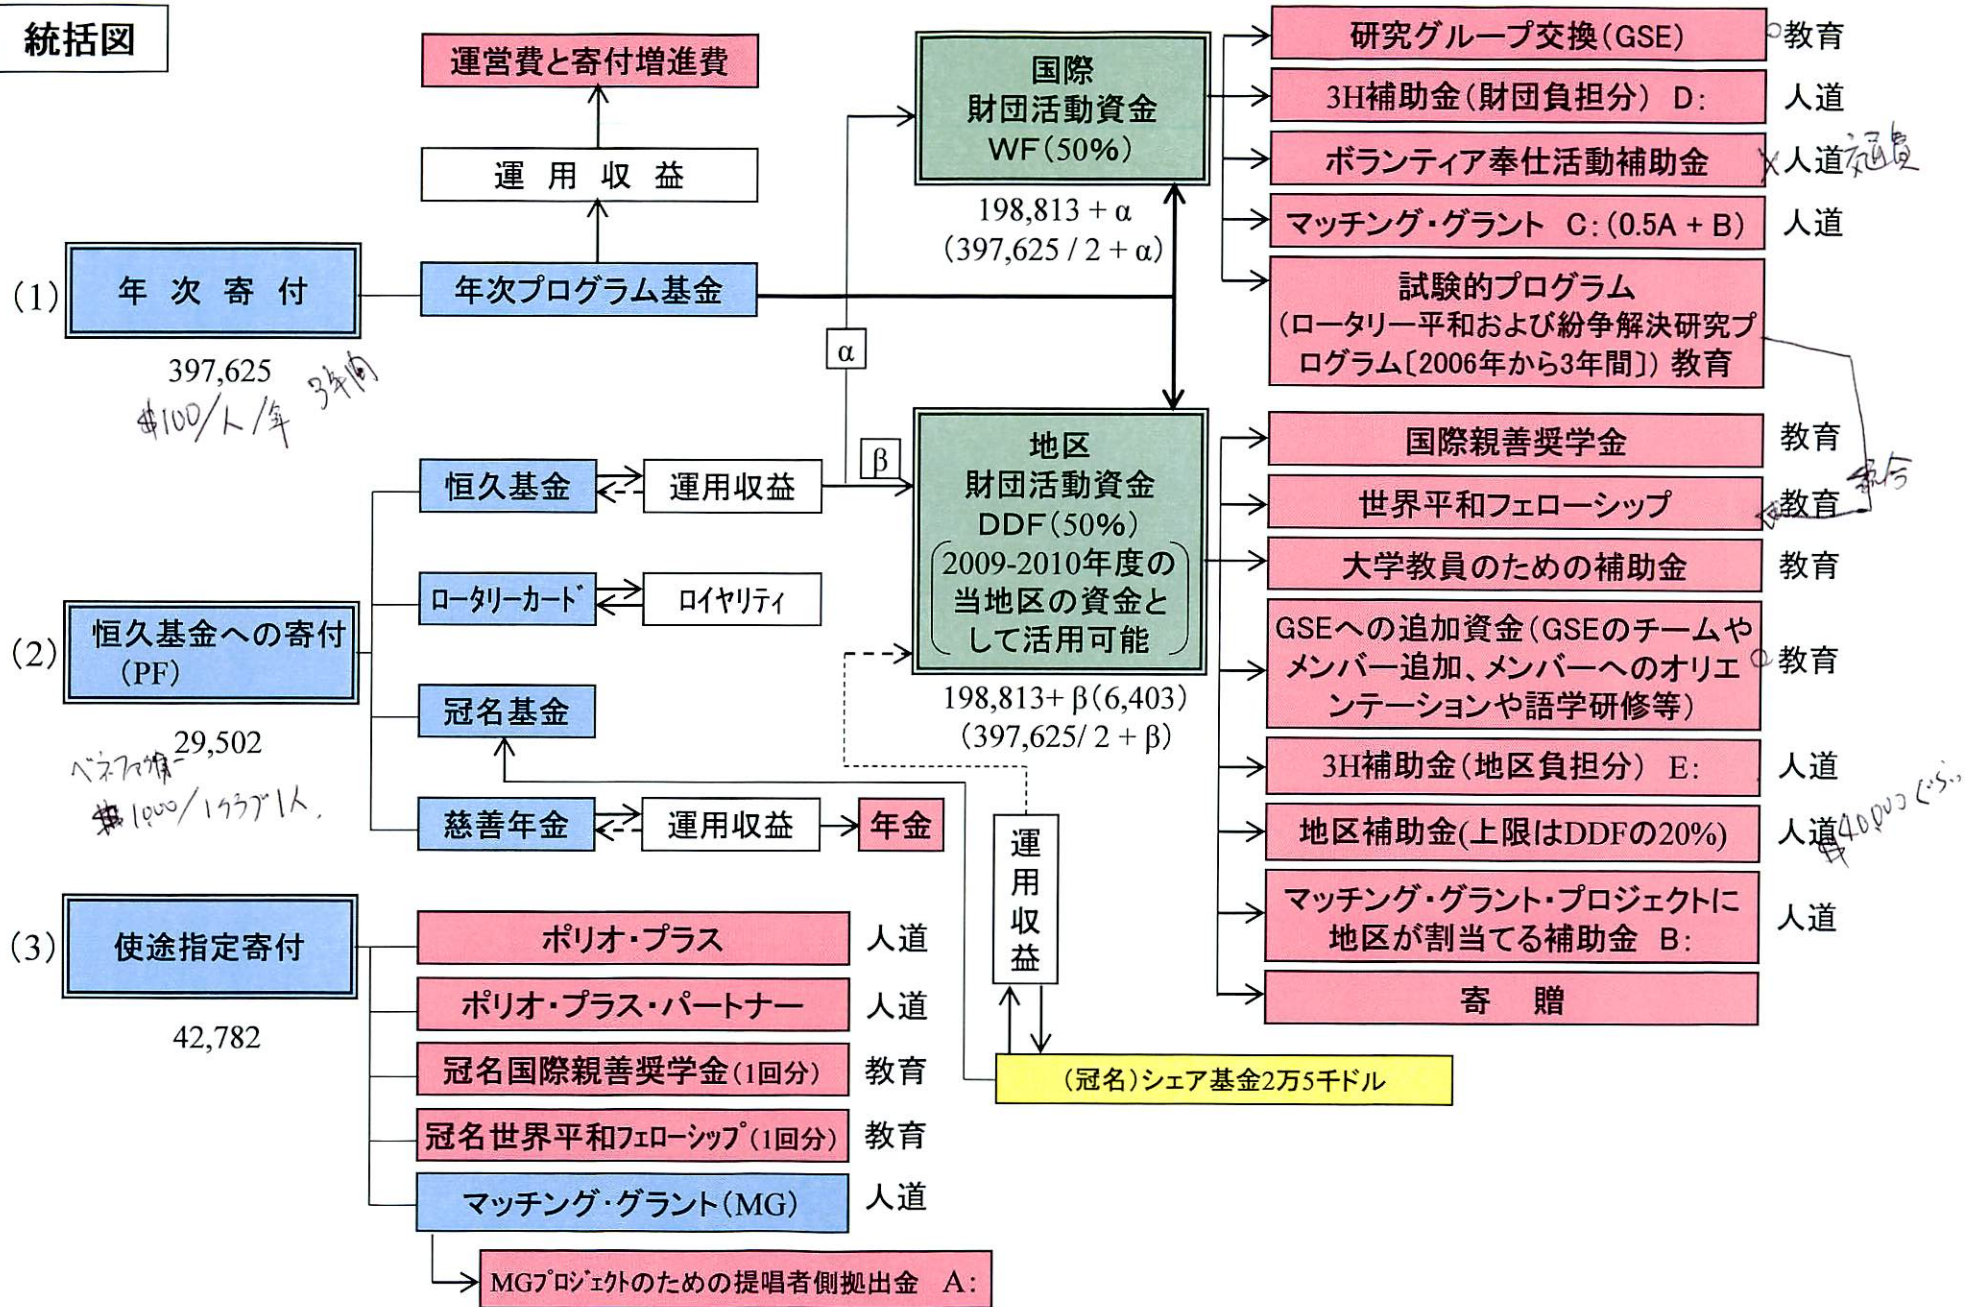 統括図
運営費と寄付増進費
運用収益
(1)
年次寄付
397,625
$100/人/年 3年間
年次プログラム基金
国際
財団活動資金
WF(50%)
198,813 + α
(397,625 / 2 + α)
α
β
研究グループ交換(GSE)
教育
3H補助金(財団負担分) D:
人道
ボランティア奉仕活動補助金
人道
交通費
マッチング・グラント C:(0.5A + B)
人道
試験的プログラム
(ロータリー平和および紛争解決研究プ
ログラム〔2006年から3年間〕) 教育
(2)
恒久基金への寄付
(PF)
29,502
$1000/1クラブ1人
恒久基金
運用収益
ロータリーカード
ロイヤリティ
冠名基金
慈善年金
運用収益
年金
地区
財団活動資金
DDF(50%)
2009-2010年度の
当地区の資金と
して活用可能
198,813+ β(6,403)
(397,625/ 2 + β)
運用収益
国際親善奨学金
教育
統合
世界平和フェローシップ
教育
大学教員のための補助金
教育
GSEへの追加資金(GSEのチームや
メンバー追加、メンバーへのオリエ
ンテーションや語学研修等)
教育
3H補助金(地区負担分) E:
人道
地区補助金(上限はDDFの20%)
人道
マッチング・グラント・プロジェクトに
地区が割当てる補助金 B:
人道
寄贈
(3)
使途指定寄付
42,782
ポリオ・プラス
人道
ポリオ・プラス・パートナー
人道
冠名国際親善奨学金(1回分)
教育
冠名世界平和フェローシップ(1回分)
教育
マッチング・グラント(MG)
人道
(冠名)シェア基金2万5千ドル
MGプロジェクトのための提唱者側拠出金 A: